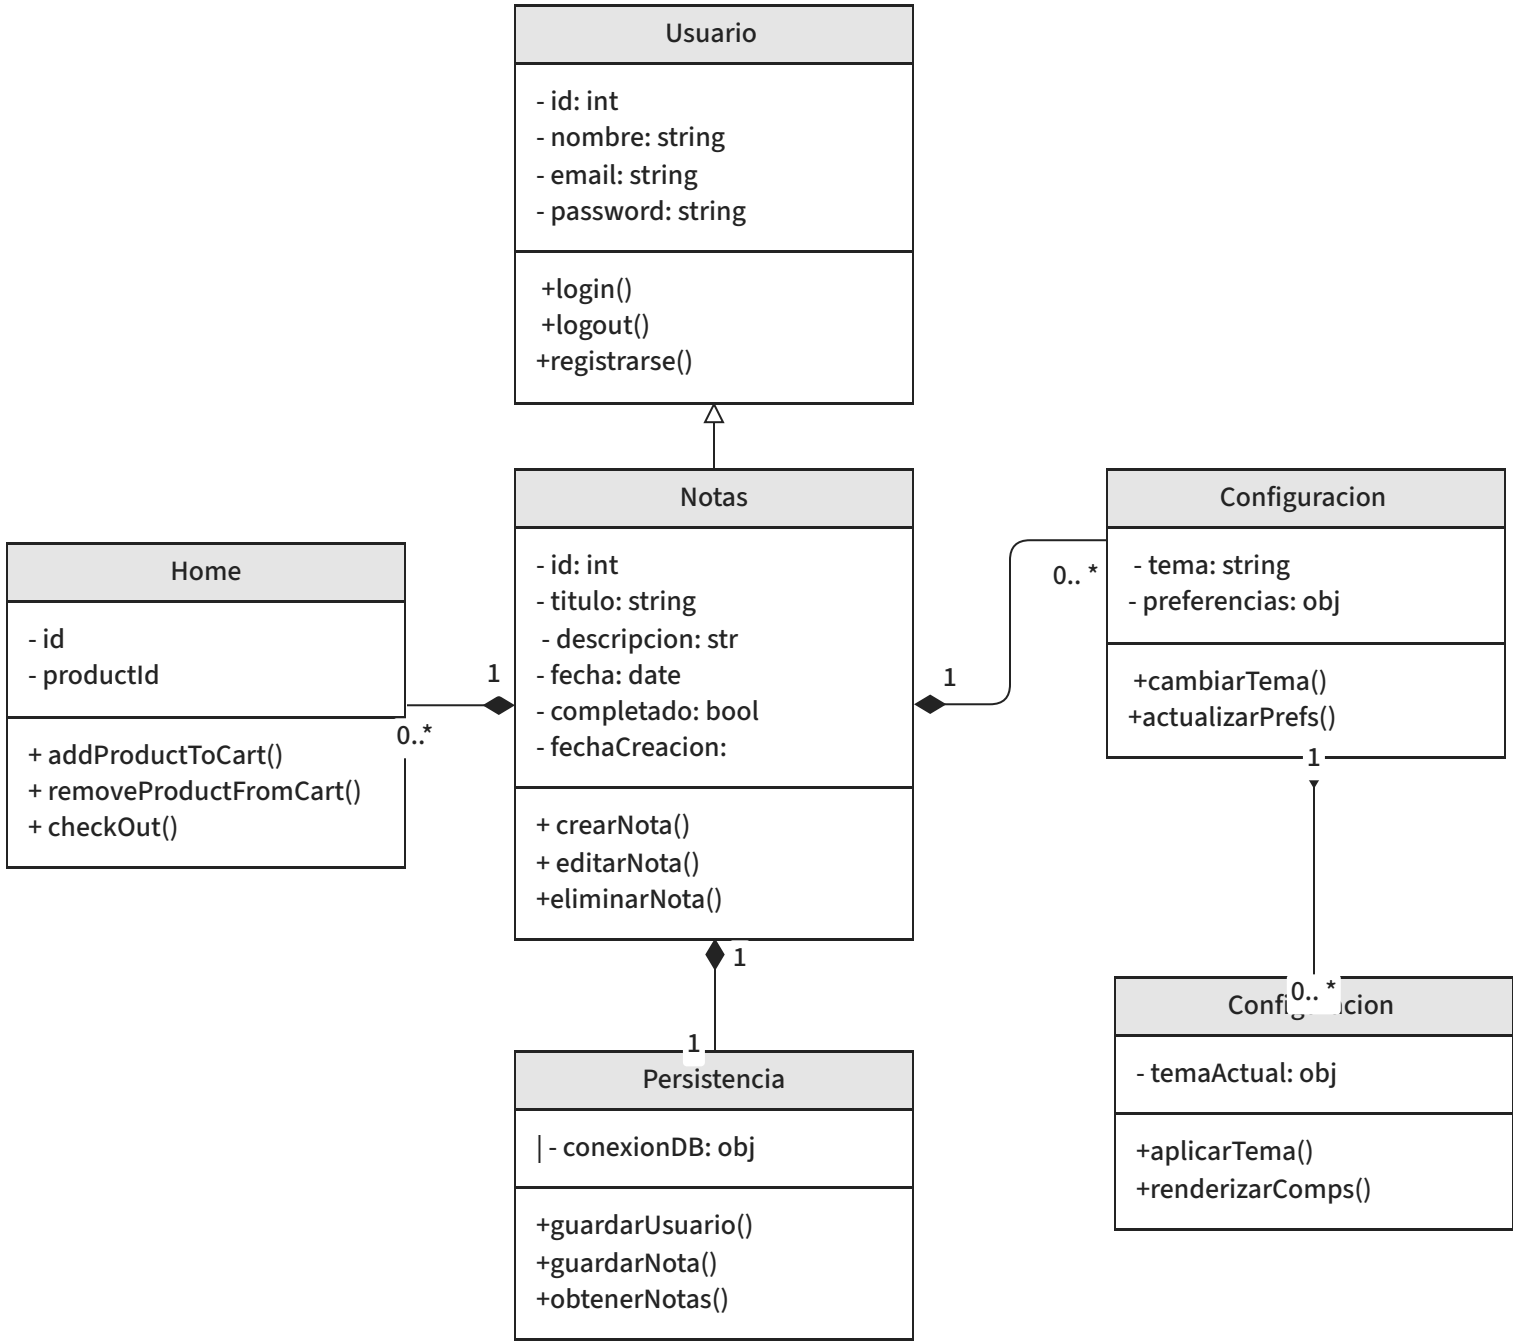 Usuario
- id: int
- nombre: string
- email: string
- password: string
+login()
+logout()
+registrarse()
Home
- id
- productId
+ addProductToCart()
+ removeProductFromCart()
+ checkOut()
1
0..*
Notas
- id: int
- titulo: string
- descripcion: str
- fecha: date
- completado: bool
- fechaCreacion:
+ crearNota()
+ editarNota()
+eliminarNota()
1
0.. *
Configuracion
- tema: string
- preferencias: obj
+cambiarTema()
+actualizarPrefs()
1
0.. *
1
1
Persistencia
| - conexionDB: obj
+guardarUsuario()
+guardarNota()
+obtenerNotas()
- temaActual: obj
+aplicarTema()
+renderizarComps()